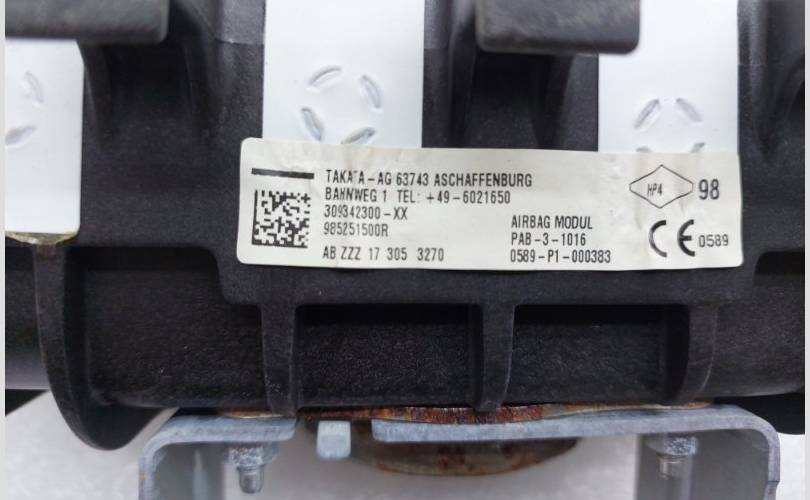 TAKATA-AG 63743 ASCHAFFENBURG
BAHNWEG 1 TEL: +49-6021650
309342300-XX
985251500R
AB ZZZ 17 305 3270
AIRBAG MODUL
PAB-3-1016
0589-P1-000383
HP4
98
CE 0589